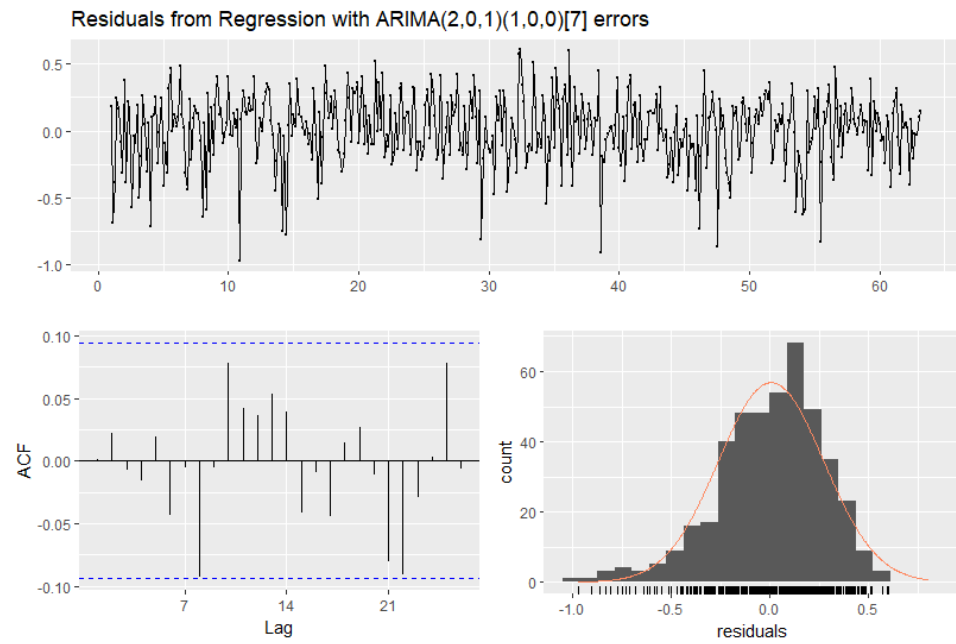 Residuals from Regression with ARIMA(2,0,1)(1,0,0)[7] errors
0.5
0.0
-0.5
-1.0
0 10 20 30 40 50 60
0.10
0.05
0.00
-0.05
-0.10
ACF
7 14 21
Lag
60
40
20
0
count
-1.0 -0.5 0.0 0.5
residuals